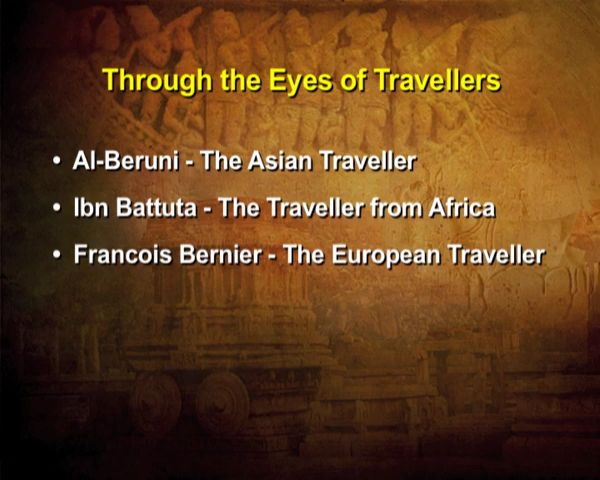 Through the Eyes of Travellers
• Al-Beruni - The Asian Traveller
• Ibn Battuta - The Traveller from Africa
• Francois Bernier - The European Traveller